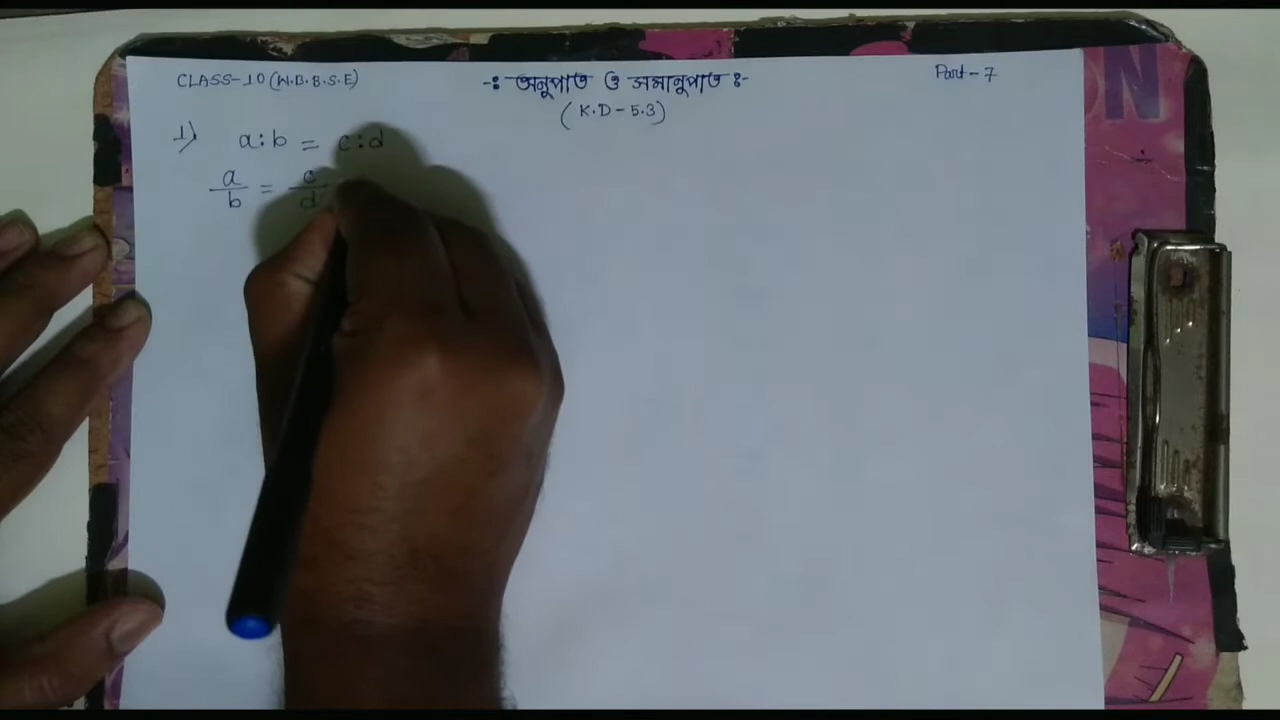 CLASS-10 (W.B.B.S.E)
-ঃ অনুপাত ও সমানুপাত ঃ-
Part-7
(K.D-5.3)
1) a:b = c:d
a/b = c/d
N